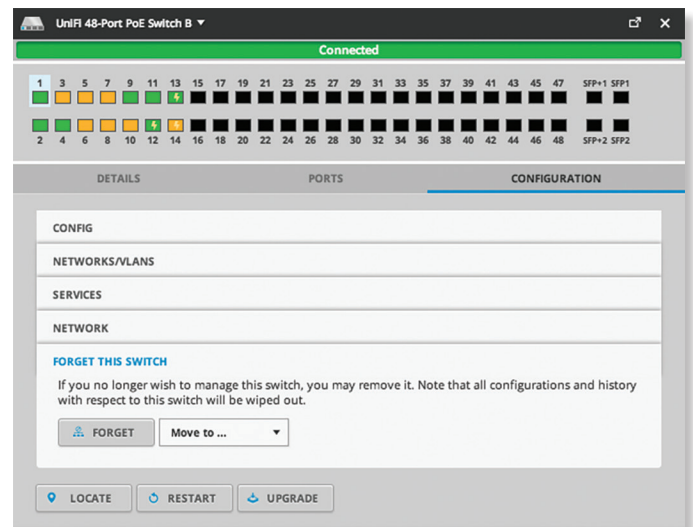 UniFi 48-Port PoE Switch B
Connected
1 3 5 7 9 11 13 15 17 19 21 23 25 27 29 31 33 35 37 39 41 43 45 47 SFP+1 SFP1
2 4 6 8 10 12 14 16 18 20 22 24 26 28 30 32 34 36 38 40 42 44 46 48 SFP+2 SFP2
DETAILS PORTS CONFIGURATION
CONFIG
NETWORKS/VLANS
SERVICES
NETWORK
FORGET THIS SWITCH
If you no longer wish to manage this switch, you may remove it. Note that all configurations and history
with respect to this switch will be wiped out.
FORGET Move to ...
LOCATE RESTART UPGRADE